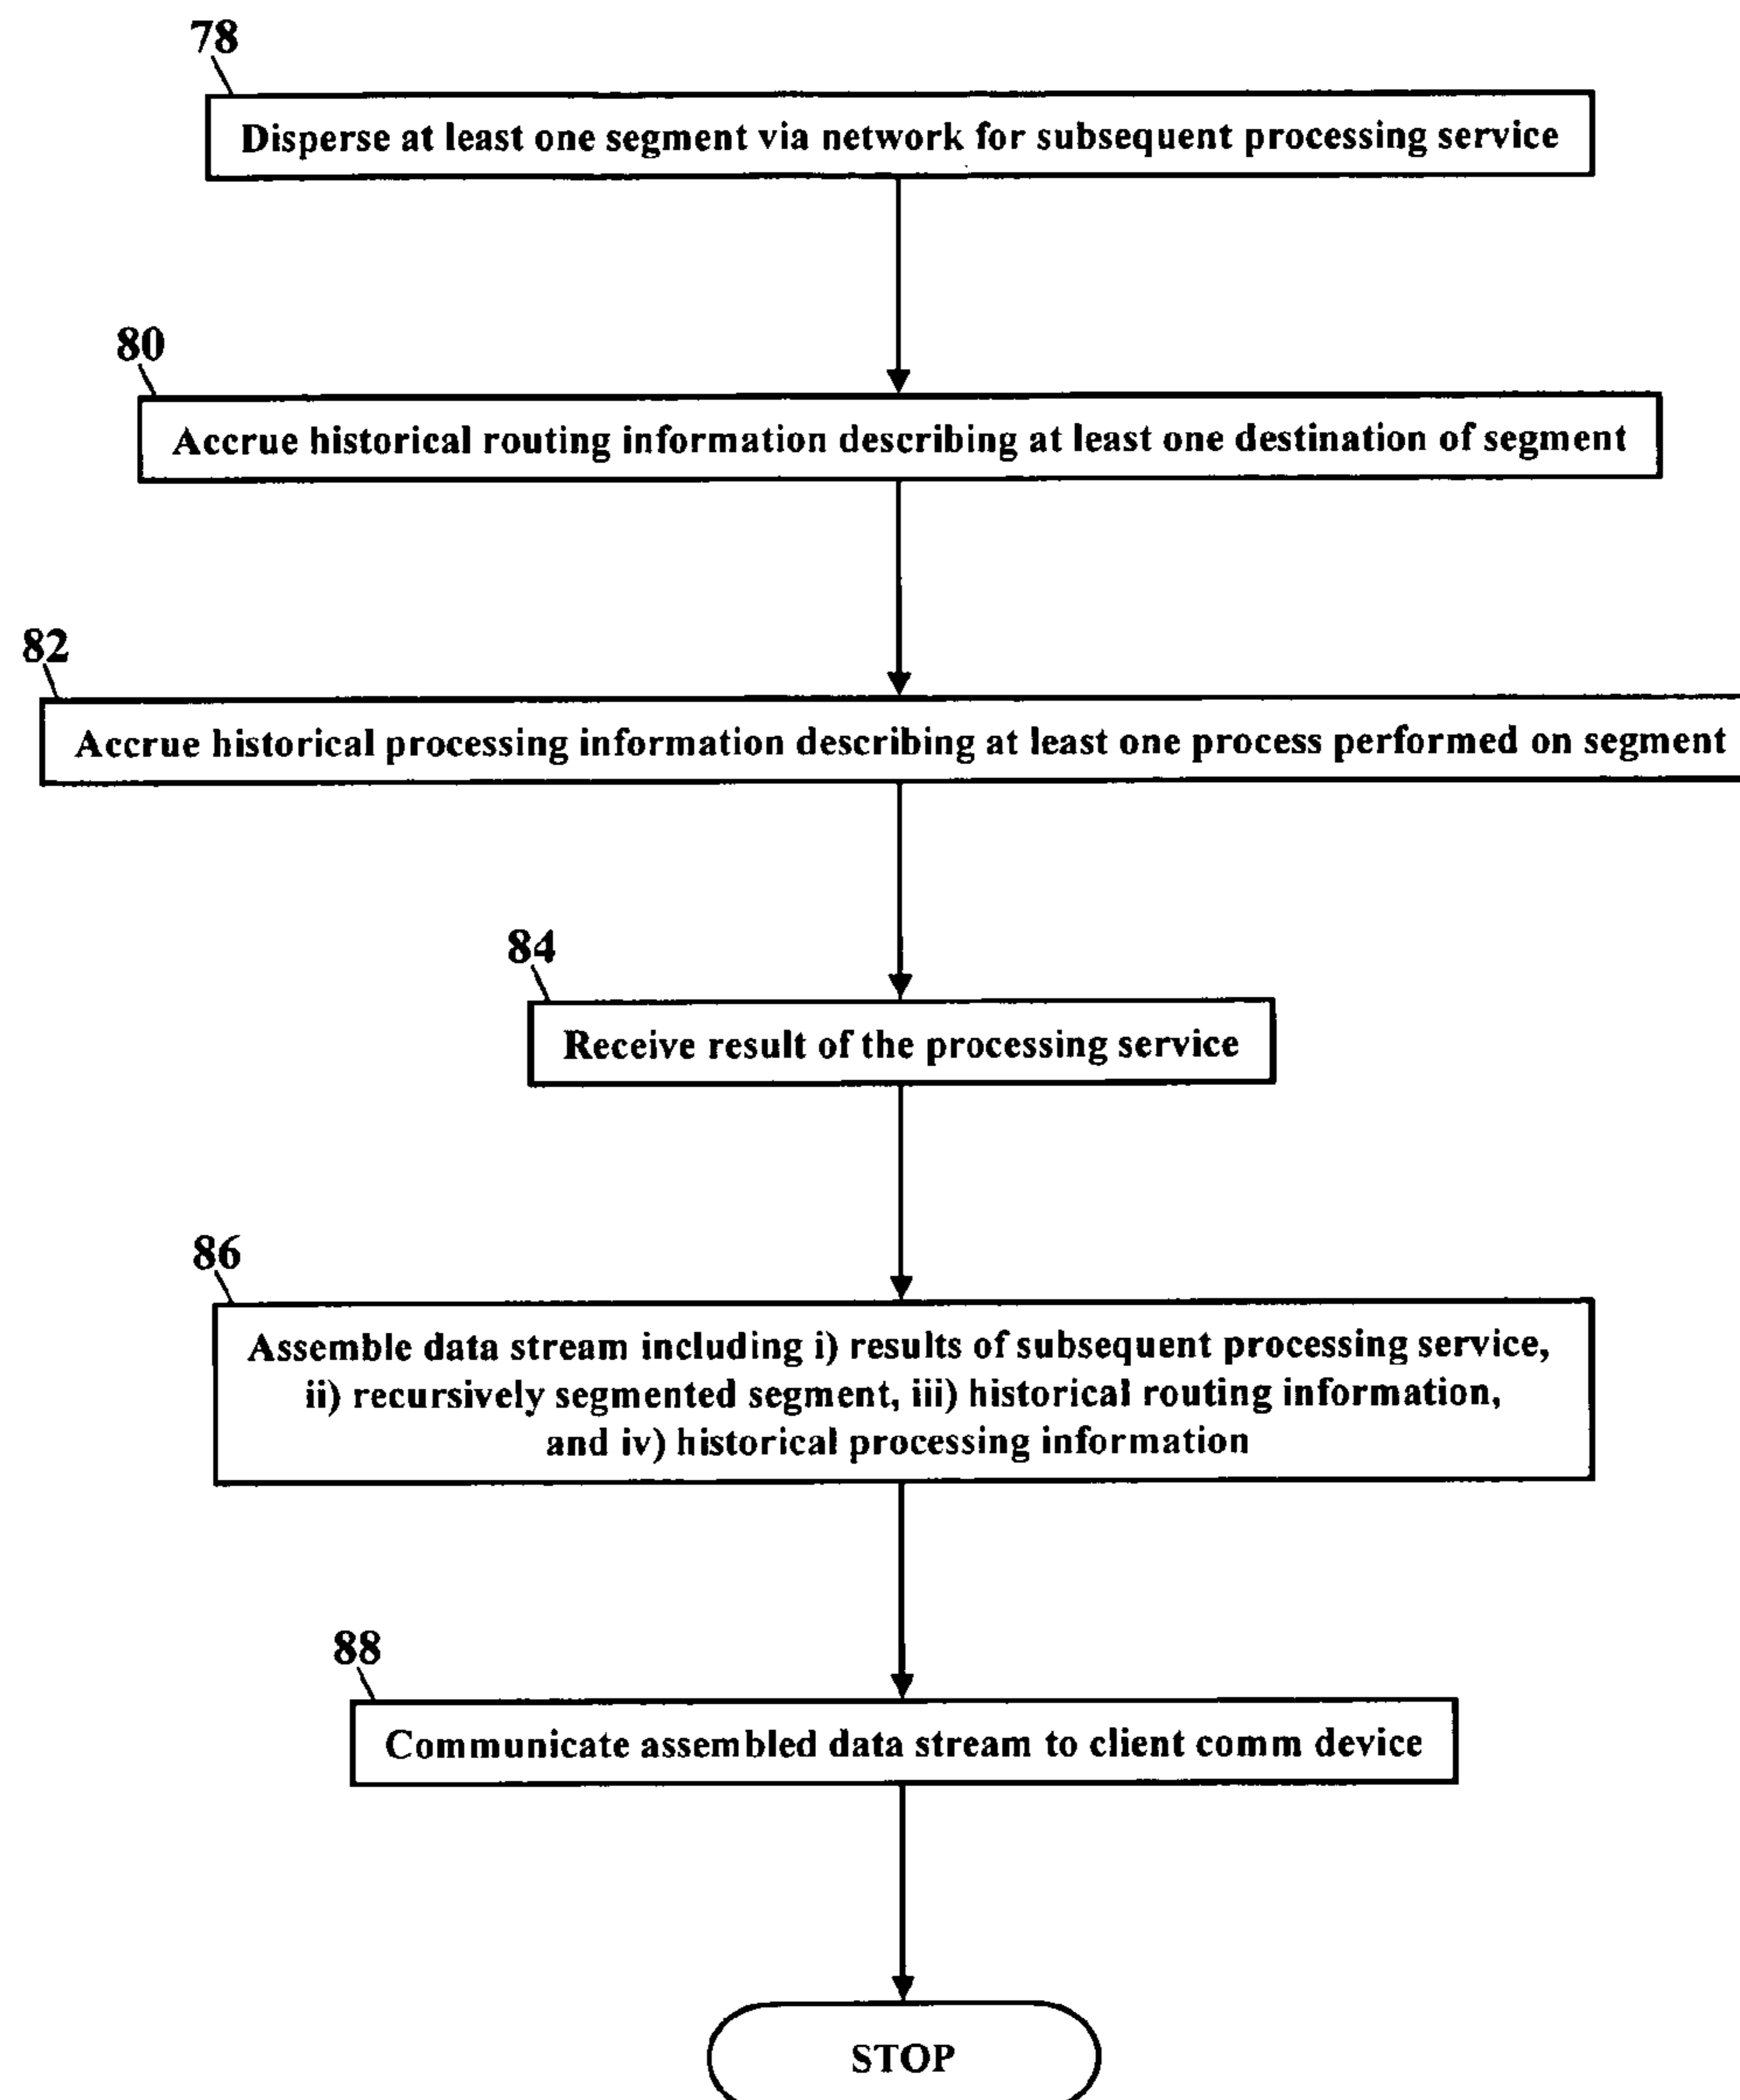 78
Disperse at least one segment via network for subsequent processing service
80
Accrue historical routing information describing at least one destination of segment
82
Accrue historical processing information describing at least one process performed on segment
84
Receive result of the processing service
86
Assemble data stream including i) results of subsequent processing service,
ii) recursively segmented segment, iii) historical routing information,
and iv) historical processing information
88
Communicate assembled data stream to client comm device
STOP